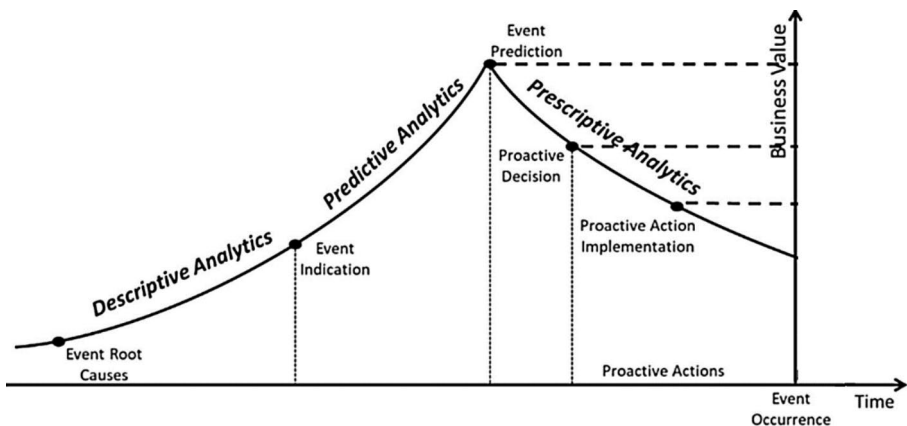 Event
Prediction
Business Value
Predictive Analytics
Prescriptive Analytics
Proactive
Decision
Descriptive Analytics
Event
Indication
Proactive Action
Implementation
Event Root
Causes
Proactive Actions
Event
Occurrence
Time